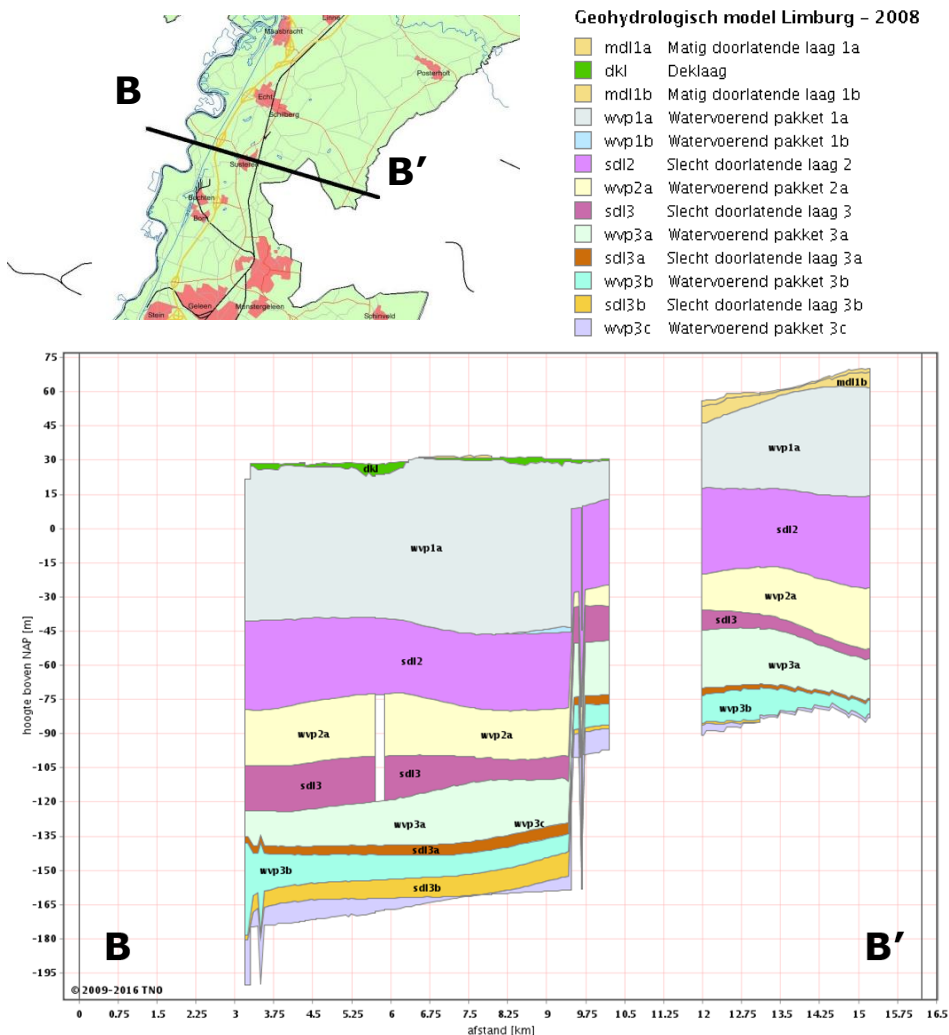 Maasbracht
Linne
Posterholt
B
Echt
Schilberg
Susteren
B’
Buchten
Born
Geleen
Munstergeleen
Stein
Schinveld
Geohydrologisch model Limburg – 2008
mdl1a Matig doorlatende laag 1a
dkl Deklaag
mdl1b Matig doorlatende laag 1b
wvp1a Watervoerend pakket 1a
wvp1b Watervoerend pakket 1b
sdl2 Slecht doorlatende laag 2
wvp2a Watervoerend pakket 2a
sdl3 Slecht doorlatende laag 3
wvp3a Watervoerend pakket 3a
sdl3a Slecht doorlatende laag 3a
wvp3b Watervoerend pakket 3b
sdl3b Slecht doorlatende laag 3b
wvp3c Watervoerend pakket 3c
75
60
45
30
15
0
-15
-30
-45
-60
-75
-90
-105
-120
-135
-150
-165
-180
-195
hoogte boven NAP [m]
mdl1b
wvp1a
dkl
sdl2
wvp1a
wvp2a
sdl3
sdl2
wvp3a
wvp3b
wvp2a wvp2a
sdl3 sdl3
wvp3a wvp3c
sdl3a
wvp3b
sdl3b
B B’
© 2009-2016 TNO
0 0.75 1.5 2.25 3 3.75 4.5 5.25 6 6.75 7.5 8.25 9 9.75 10.5 11.25 12 12.75 13.5 14.25 15 15.75 16.5
afstand [km]